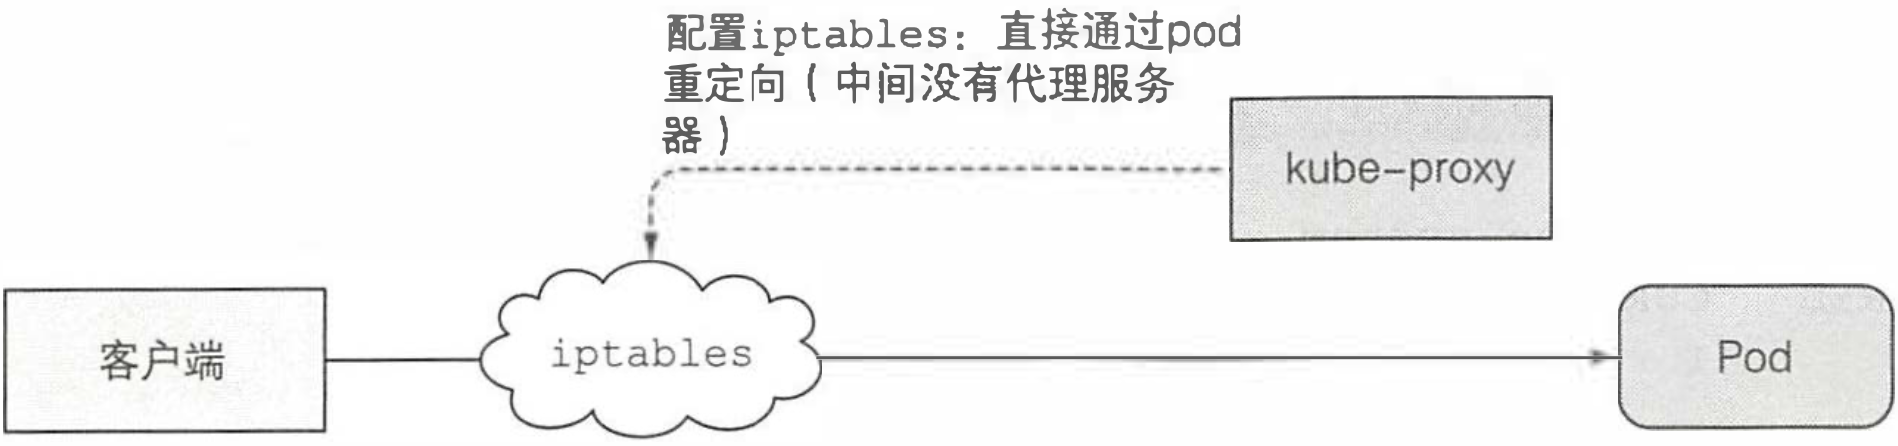 配置iptables：直接通过pod
重定向（中间没有代理服务
器）
kube-proxy
客户端
iptables
Pod